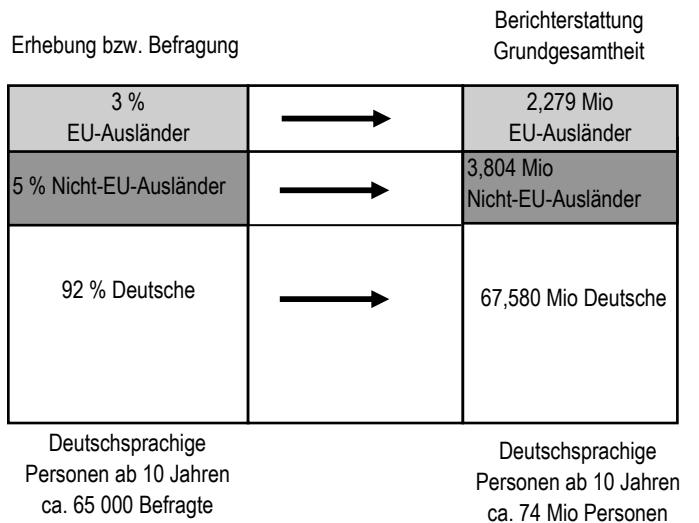 Erhebung bzw. Befragung
Berichterstattung
Grundgesamtheit
3 %
EU-Ausländer
2,279 Mio
EU-Ausländer
5 % Nicht-EU-Ausländer
3,804 Mio
Nicht-EU-Ausländer
92 % Deutsche
67,580 Mio Deutsche
Deutschsprachige
Personen ab 10 Jahren
ca. 65 000 Befragte
Deutschsprachige
Personen ab 10 Jahren
ca. 74 Mio Personen